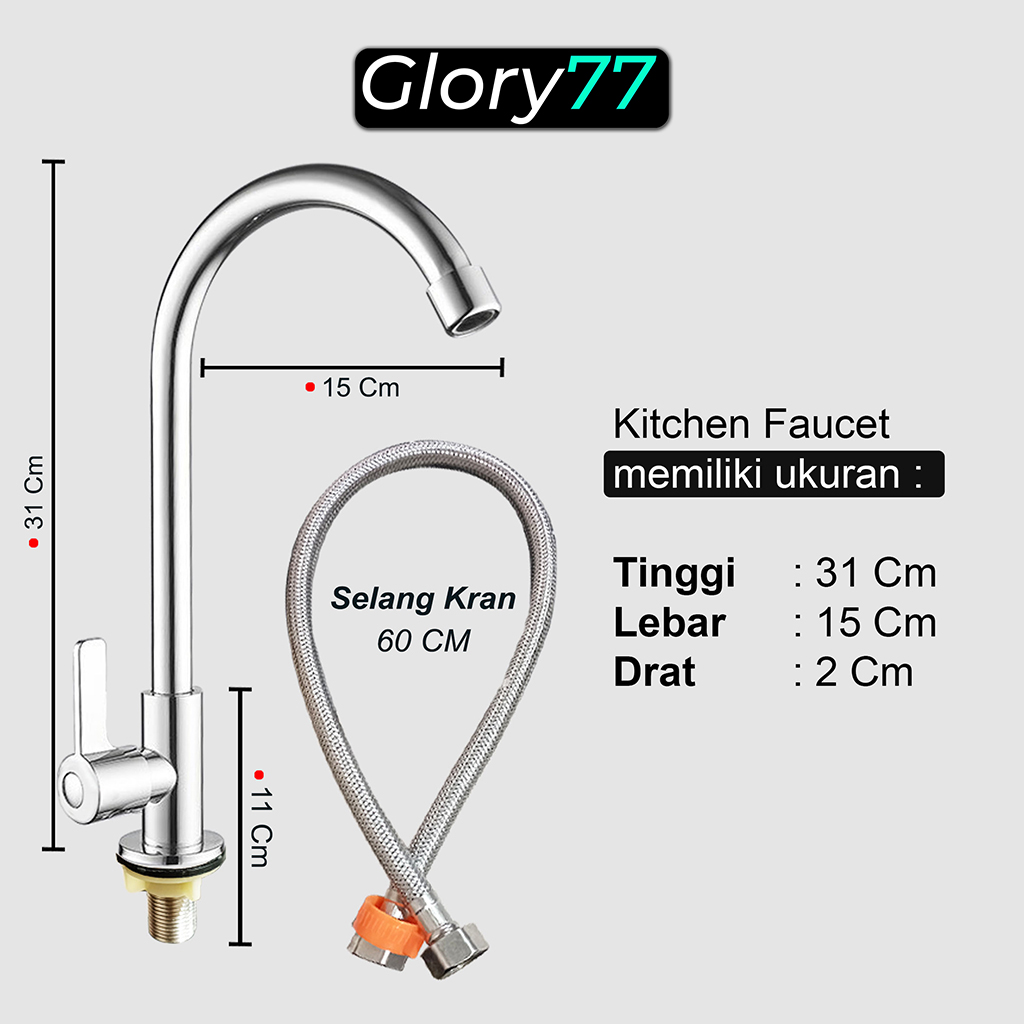 Glory77
15 Cm
31 Cm
Kitchen Faucet
memiliki ukuran :
Tinggi : 31 Cm
Lebar : 15 Cm
Drat : 2 Cm
Selang Kran
60 CM
11 Cm